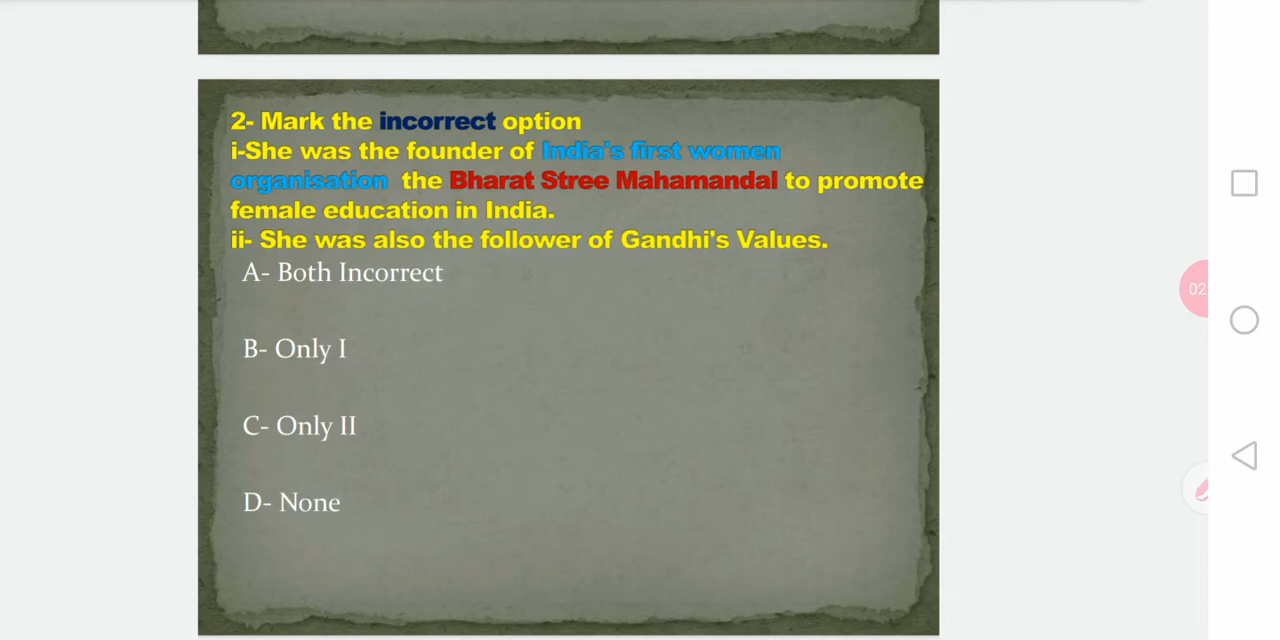 2- Mark the incorrect option
i-She was the founder of India's first women
organisation the Bharat Stree Mahamandal to promote
female education in India.
ii- She was also the follower of Gandhi's Values.
A- Both Incorrect
B- Only I
C- Only II
D- None
02